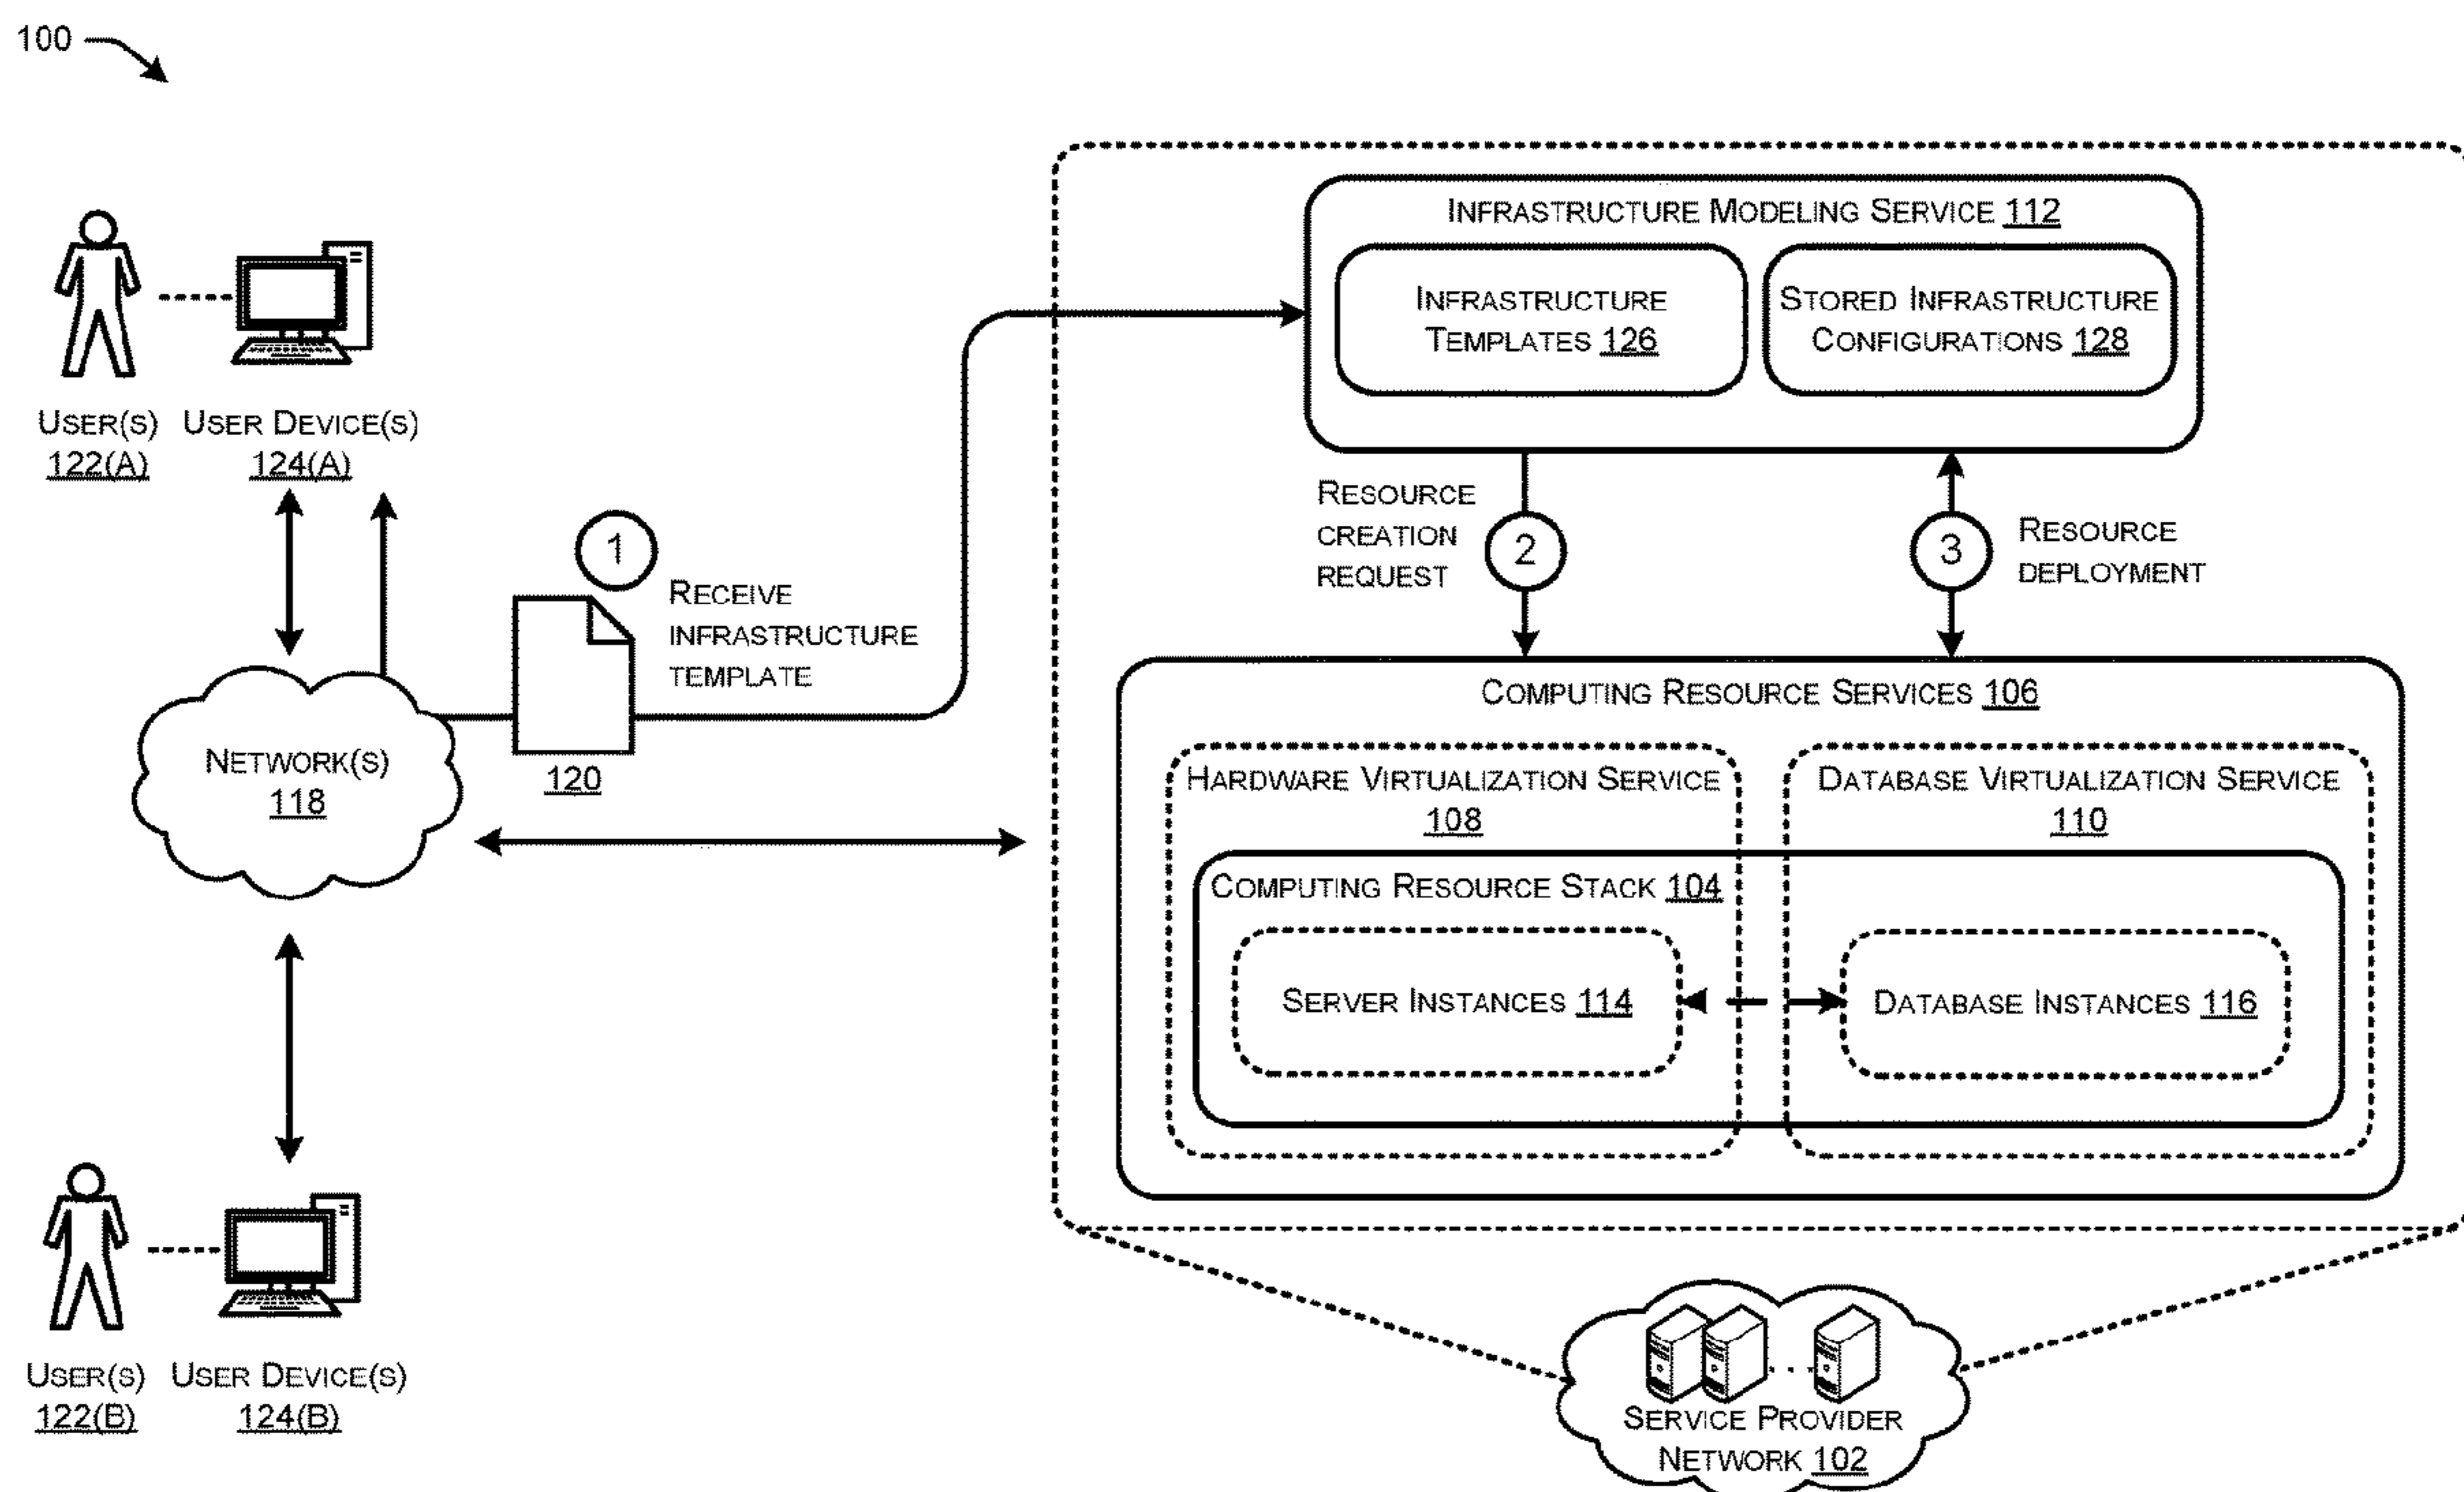 100
INFRASTRUCTURE MODELING SERVICE 112
INFRASTRUCTURE
TEMPLATES 126
STORED INFRASTRUCTURE
CONFIGURATIONS 128
USER(S)
122(A)
USER DEVICE(S)
124(A)
1
RECEIVE
INFRASTRUCTURE
TEMPLATE
120
RESOURCE
CREATION
REQUEST
2
3
RESOURCE
DEPLOYMENT
NETWORK(S)
118
COMPUTING RESOURCE SERVICES 106
HARDWARE VIRTUALIZATION SERVICE
108
DATABASE VIRTUALIZATION SERVICE
110
COMPUTING RESOURCE STACK 104
SERVER INSTANCES 114
DATABASE INSTANCES 116
USER(S)
122(B)
USER DEVICE(S)
124(B)
SERVICE PROVIDER
NETWORK 102